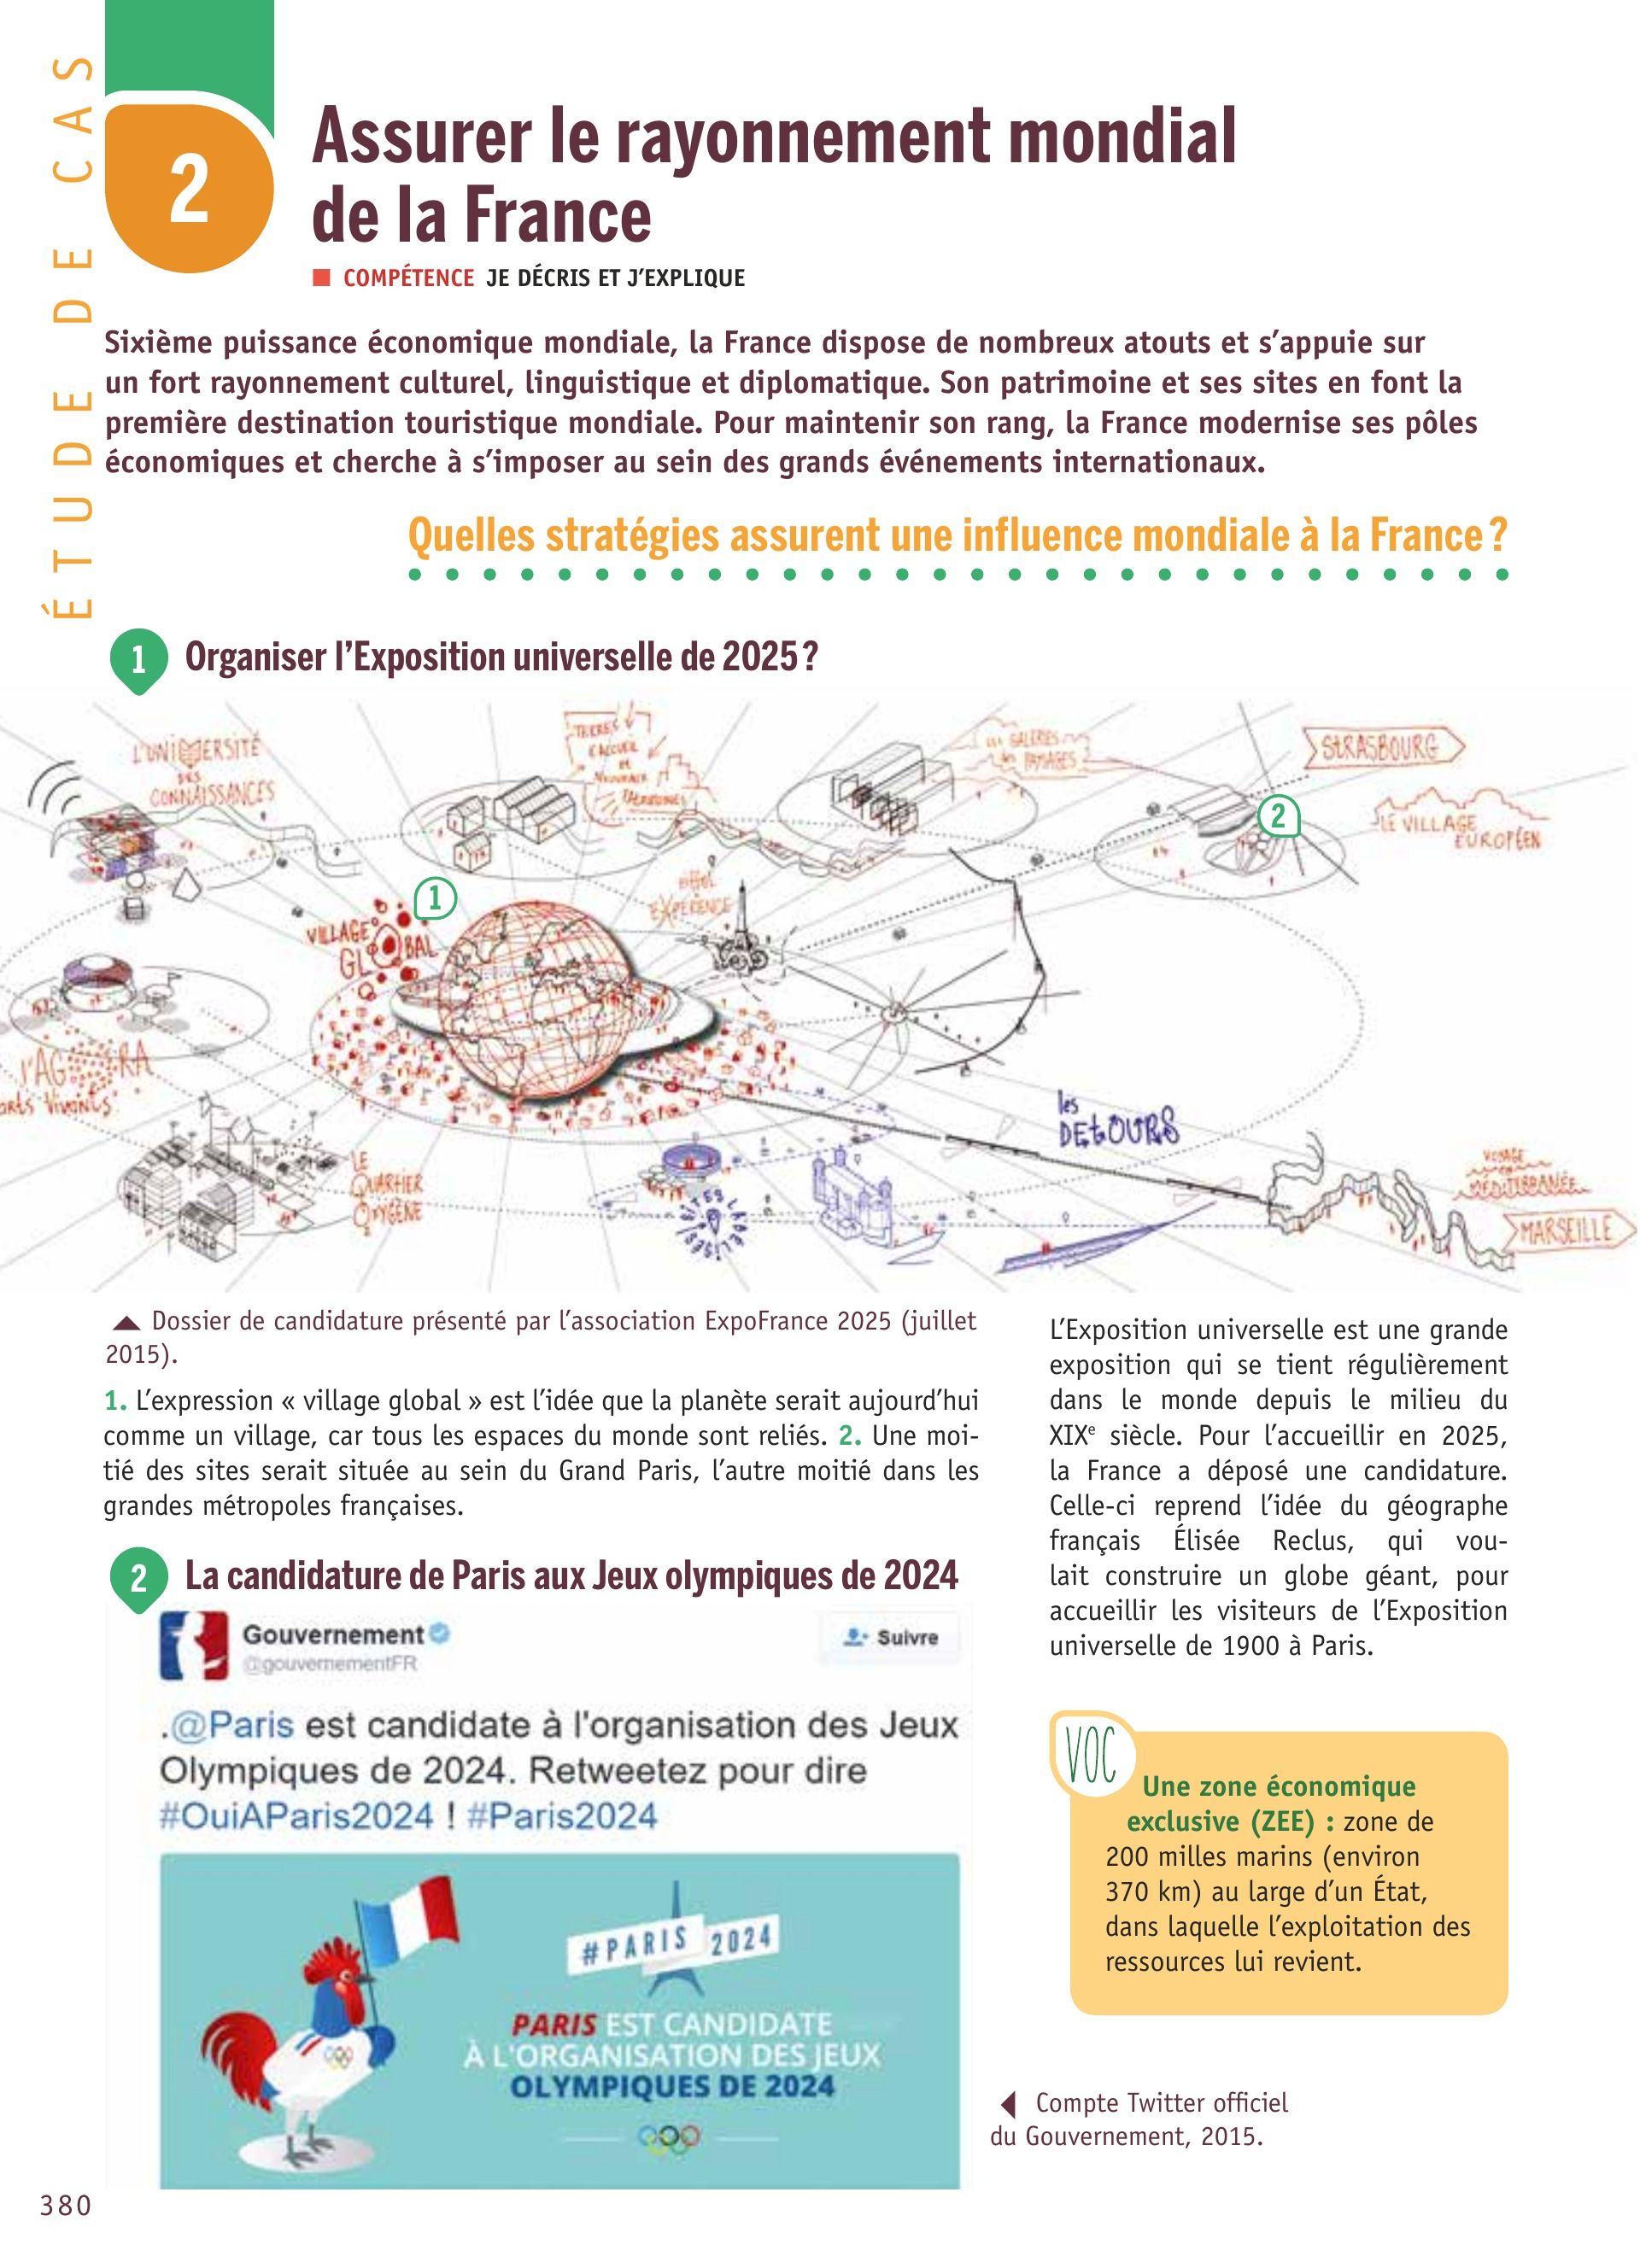 ÉTUDE DE CAS
2
Assurer le rayonnement mondial
de la France
COMPÉTENCE JE DÉCRIS ET J’EXPLIQUE
Sixième puissance économique mondiale, la France dispose de nombreux atouts et s’appuie sur
un fort rayonnement culturel, linguistique et diplomatique. Son patrimoine et ses sites en font la
première destination touristique mondiale. Pour maintenir son rang, la France modernise ses pôles
économiques et cherche à s’imposer au sein des grands événements internationaux.
Quelles stratégies assurent une influence mondiale à la France ?
1 Organiser l’Exposition universelle de 2025 ?
L'UNIVERSITÉ
DES
CONNAISSANCES
TERRES
D'ACCUEIL
DE
NOUVEAUX
LES GALERIES
des PAYSAGES
STRASBOURG
2
LE VILLAGE
EUROPÉEN
1
VILLAGE
GLOBAL
Eiffel
EXPÉRIENCE
l'AGORA
ARTS VIVANTS
les
DETOURS
LE
QUARTIER
OXYGÈNE
VOYAGE
en
MÉDITERRANÉE
MARSEILLE
Dossier de candidature présenté par l’association ExpoFrance 2025 (juillet
2015).
1. L’expression « village global » est l’idée que la planète serait aujourd’hui
comme un village, car tous les espaces du monde sont reliés. 2. Une moi-
tié des sites serait située au sein du Grand Paris, l’autre moitié dans les
grandes métropoles françaises.
L’Exposition universelle est une grande
exposition qui se tient régulièrement
dans le monde depuis le milieu du
XIXe siècle. Pour l’accueillir en 2025,
la France a déposé une candidature.
Celle-ci reprend l’idée du géographe
français Élisée Reclus, qui vou-
lait construire un globe géant, pour
accueillir les visiteurs de l’Exposition
universelle de 1900 à Paris.
2 La candidature de Paris aux Jeux olympiques de 2024
Gouvernement
@gouvernementFR
Suivre
.@Paris est candidate à l'organisation des Jeux
Olympiques de 2024. Retweetez pour dire
#OuiAParis2024 ! #Paris2024
#PARIS 2024
PARIS EST CANDIDATE
À L'ORGANISATION DES JEUX
OLYMPIQUES DE 2024
VOC
Une zone économique
exclusive (ZEE) : zone de
200 milles marins (environ
370 km) au large d’un État,
dans laquelle l’exploitation des
ressources lui revient.
Compte Twitter officiel
du Gouvernement, 2015.
380